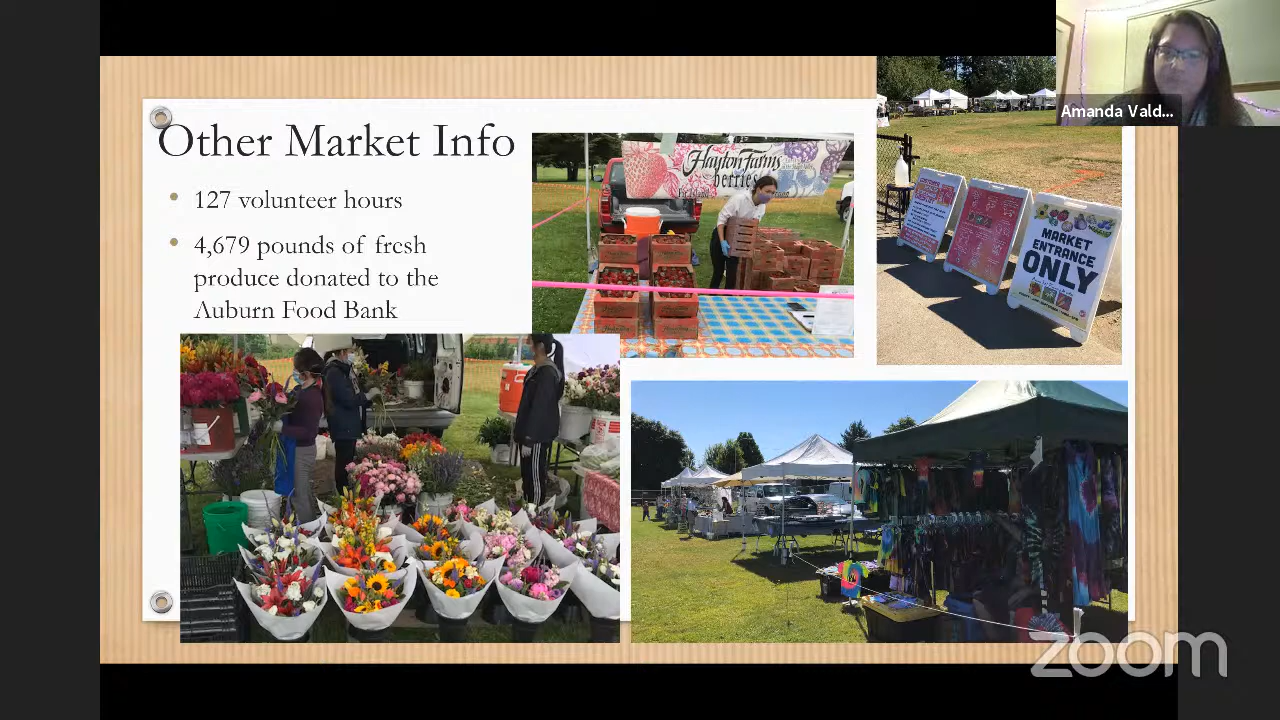 Other Market Info
127 volunteer hours
4,679 pounds of fresh
produce donated to the
Auburn Food Bank
Hayton Farms
berries
MARKET
ENTRANCE
ONLY
Amanda Vald...
zoom